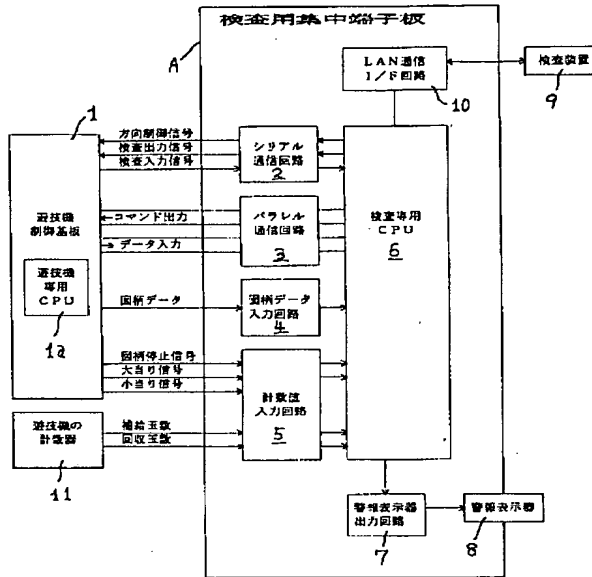 検査用集中端子板
A
LAN通信
I/F回路
10
検査装置
9
1
方向制御信号
検査出力信号
検査入力信号
シリアル
通信回路
2
コマンド出力
データ入力
パラレル
通信回路
3
遊技機
制御基板
遊技機
専用
CPU
1a
検査専用
CPU
6
図柄データ
図柄データ
入力回路
4
図柄停止信号
大当り信号
小当り信号
計数値
入力回路
5
遊技機の
計数器
11
補給玉数
回収玉数
警報表示器
出力回路
7
警報表示器
8